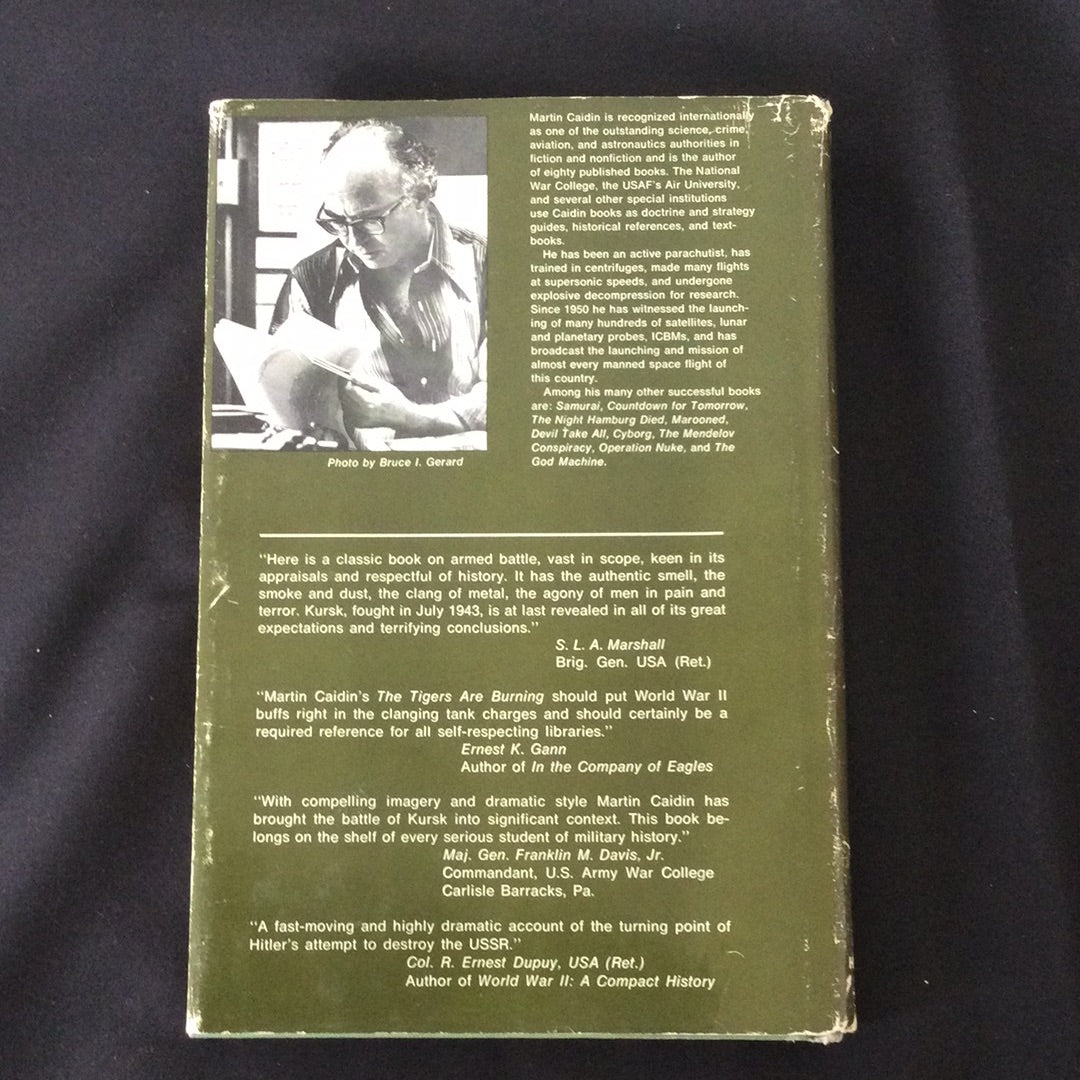 Martin Caidin is recognized internationally
as one of the outstanding science, crime,
aviation, and astronautics authorities in
fiction and nonfiction and is the author
of eighty published books. The National
War College, the USAF's Air University,
and several other special institutions
use Caidin books as doctrine and strategy
guides, historical references, and text-
books.
He has been an active parachutist, has
trained in centrifuges, made many flights
at supersonic speeds, and undergone
explosive decompression for research.
Since 1950 he has witnessed the launch-
ing of many hundreds of satellites, lunar
and planetary probes, ICBMs, and has
broadcast the launching and mission of
almost every manned space flight of
this country.
Among his many other successful books
are: Samurai, Countdown for Tomorrow,
The Night Hamburg Died, Marooned,
Devil Take All, Cyborg, The Mendelov
Conspiracy, Operation Nuke, and The
God Machine.
Photo by Bruce I. Gerard
"Here is a classic book on armed battle, vast in scope, keen in its
appraisals and respectful of history. It has the authentic smell, the
smoke and dust, the clang of metal, the agony of men in pain and
terror. Kursk, fought in July 1943, is at last revealed in all of its great
expectations and terrifying conclusions."
S. L. A. Marshall
Brig. Gen. USA (Ret.)
"Martin Caidin's The Tigers Are Burning should put World War II
buffs right in the clanging tank charges and should certainly be a
required reference for all self-respecting libraries."
Ernest K. Gann
Author of In the Company of Eagles
"With compelling imagery and dramatic style Martin Caidin has
brought the battle of Kursk into significant context. This book be-
longs on the shelf of every serious student of military history."
Maj. Gen. Franklin M. Davis, Jr.
Commandant, U.S. Army War College
Carlisle Barracks, Pa.
"A fast-moving and highly dramatic account of the turning point of
Hitler's attempt to destroy the USSR."
Col. R. Ernest Dupuy, USA (Ret.)
Author of World War II: A Compact History